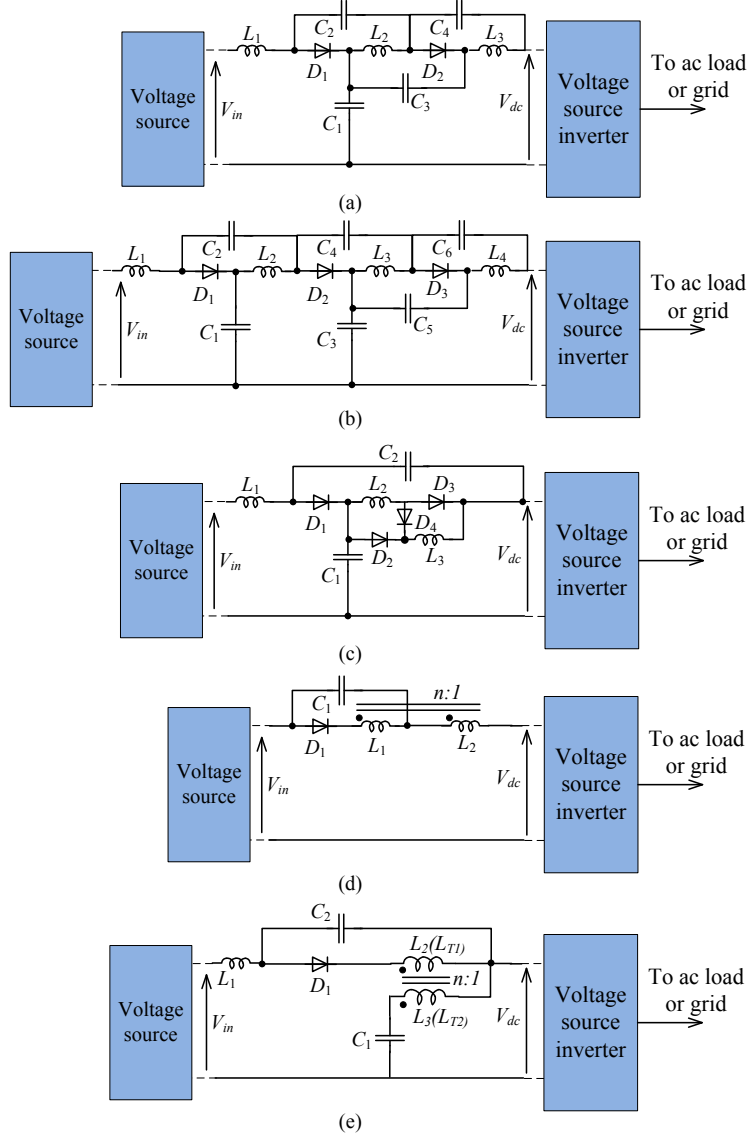 C2 C4
L1 L2 L3
D1 D2
Voltage source
Vin
C3
C1
Vdc
Voltage source inverter
To ac load or grid
(a)
C2 C4 C6
L1 L2 L3 L4
D1 D2 D3
Voltage source
Vin
C1 C3 C5
Vdc
Voltage source inverter
To ac load or grid
(b)
C2
L1 L2 D3
D1 D4
D2 L3
Voltage source
Vin
C1
Vdc
Voltage source inverter
To ac load or grid
(c)
C1 n:1
D1 L1 L2
Voltage source
Vin
Vdc
Voltage source inverter
To ac load or grid
(d)
C2
L2(LT1)
L1 D1 n:1
L3(LT2)
Voltage source
Vin
C1
Vdc
Voltage source inverter
To ac load or grid
(e)